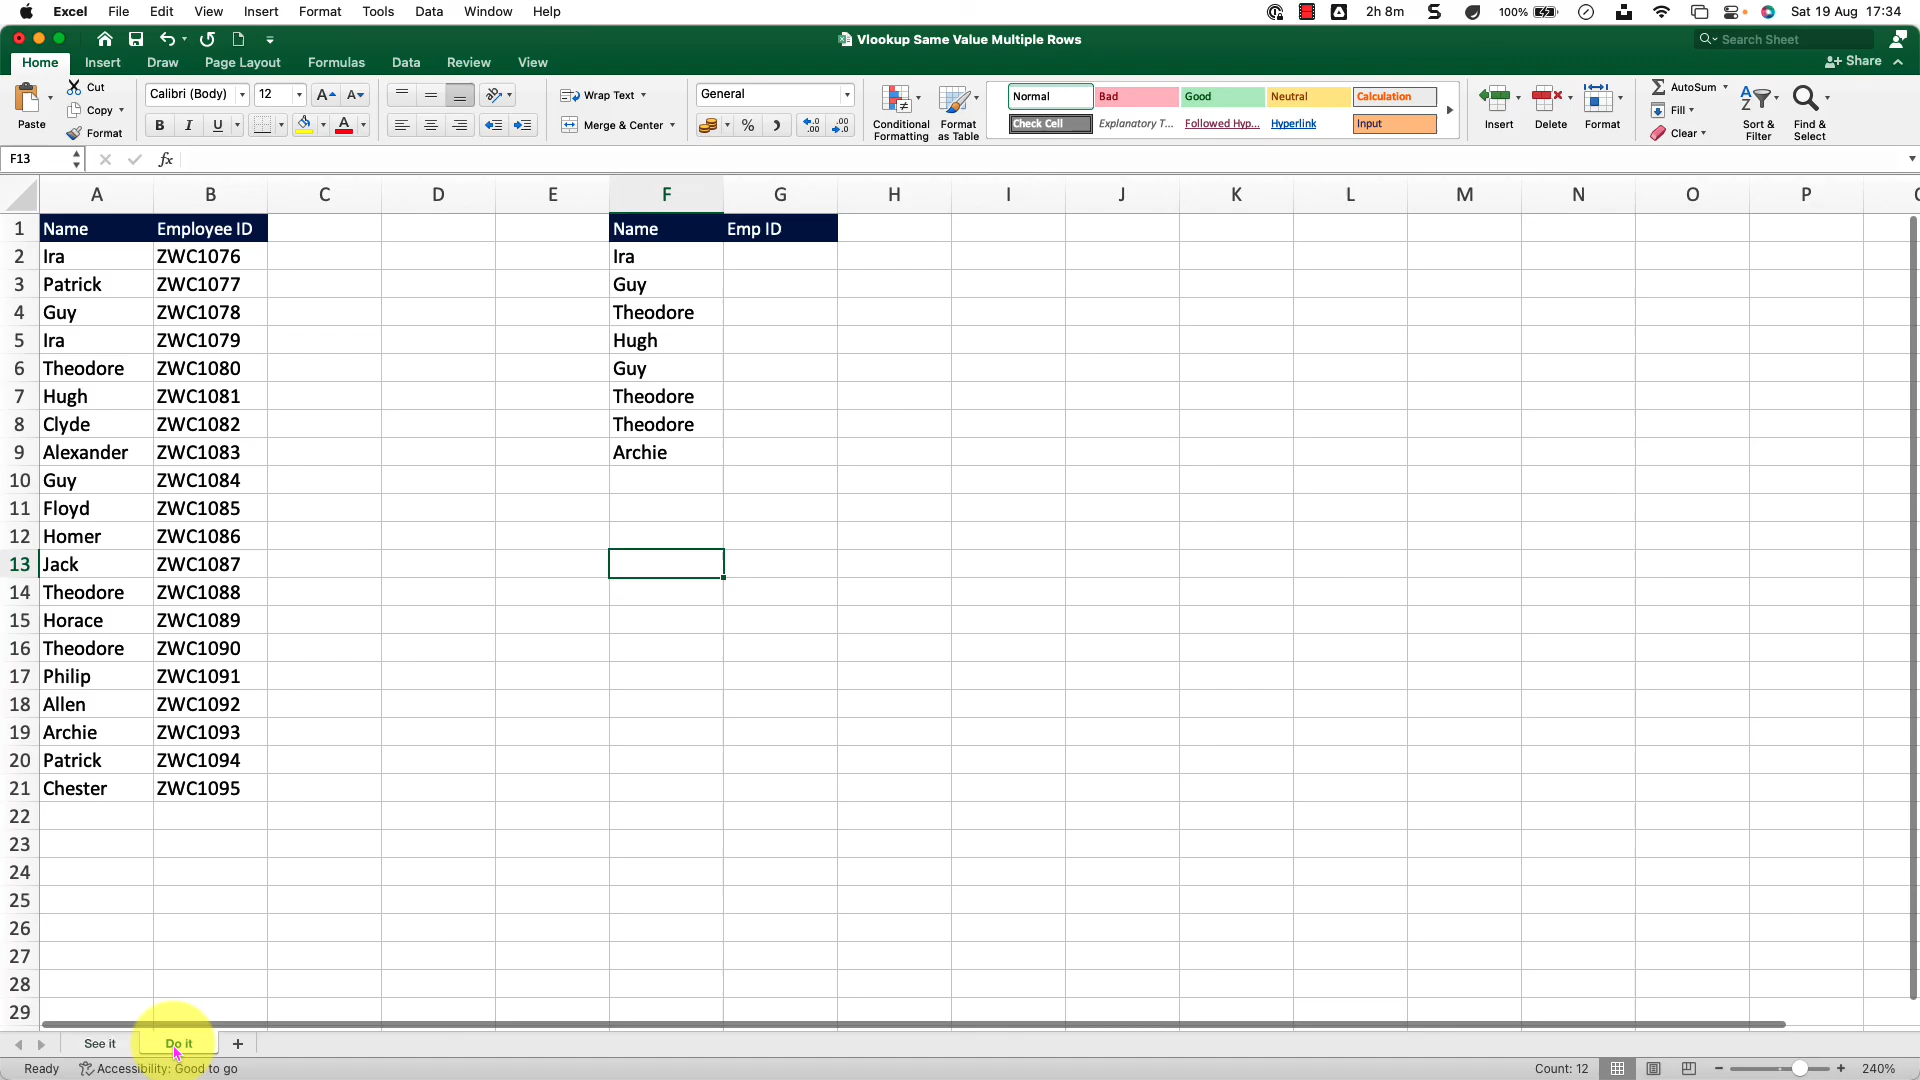 Excel File Edit View Insert Format Tools Data Window Help 2h 8m 100% Sat 19 Aug 17:34
Vlookup Same Value Multiple Rows Search Sheet
Home Insert Draw Page Layout Formulas Data Review View Share
Paste Cut Copy Format
Calibri (Body) 12 A A
B I U A
Wrap Text
Merge & Center
General
%
Conditional Formatting
Format as Table
Normal Bad Good Neutral Calculation
Check Cell Explanatory T... Followed Hyp... Hyperlink Input
Insert Delete Format
AutoSum
Fill
Clear
Sort & Filter
Find & Select
F13 fx
A B C D E F G H I J K L M N O P
1 Name Employee ID Name Emp ID
2 Ira ZWC1076 Ira
3 Patrick ZWC1077 Guy
4 Guy ZWC1078 Theodore
5 Ira ZWC1079 Hugh
6 Theodore ZWC1080 Guy
7 Hugh ZWC1081 Theodore
8 Clyde ZWC1082 Theodore
9 Alexander ZWC1083 Archie
10 Guy ZWC1084
11 Floyd ZWC1085
12 Homer ZWC1086
13 Jack ZWC1087
14 Theodore ZWC1088
15 Horace ZWC1089
16 Theodore ZWC1090
17 Philip ZWC1091
18 Allen ZWC1092
19 Archie ZWC1093
20 Patrick ZWC1094
21 Chester ZWC1095
22
23
24
25
26
27
28
29
See it Do it +
Ready Accessibility: Good to go Count: 12 240%